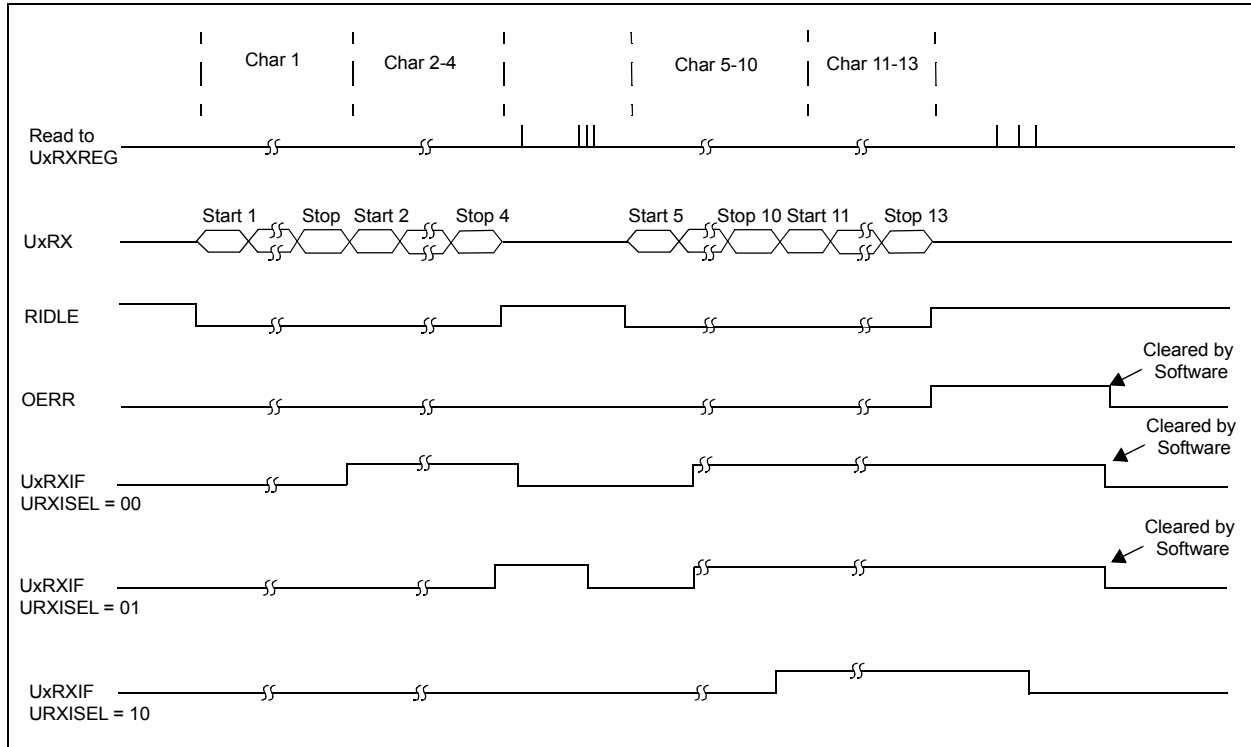 Char 1
Char 2-4
Char 5-10
Char 11-13
Read to
UxRXREG
Start 1
Stop
Start 2
Stop 4
Start 5
Stop 10
Start 11
Stop 13
UxRX
RIDLE
Cleared by
Software
OERR
Cleared by
Software
UxRXIF
URXISEL = 00
Cleared by
Software
UxRXIF
URXISEL = 01
UxRXIF
URXISEL = 10